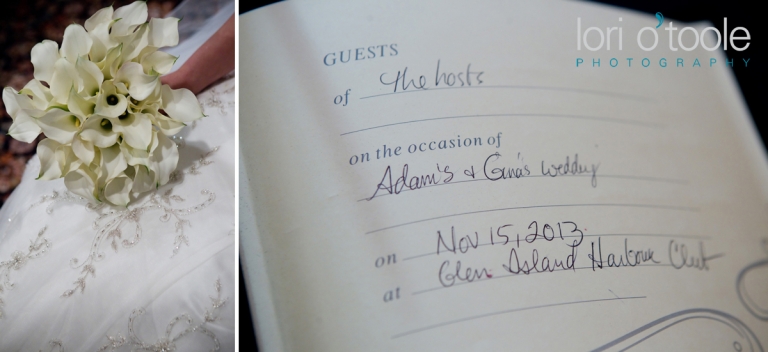 lori o'toole
PHOTOGRAPHY
GUESTS
of The hosts
on the occasion of
Adam's + Gina's wedding
on Nov 15, 2013
at Glen Island Harbour Club